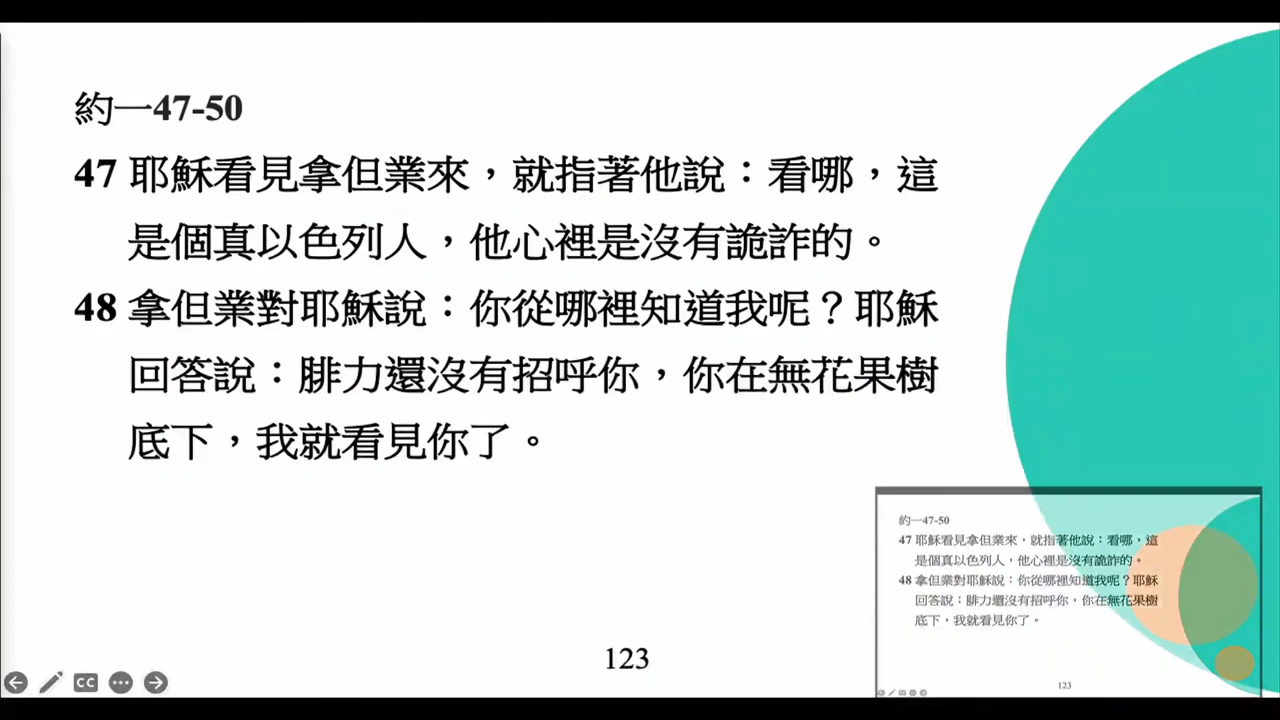 約一47-50
47 耶穌看見拿但業來，就指著他說：看哪，這
是個真以色列人，他心裡是沒有詭詐的。
48 拿但業對耶穌說：你從哪裡知道我呢？耶穌
回答說：腓力還沒有招呼你，你在無花果樹
底下，我就看見你了。
123
CC
約一47-50
47 耶穌看見拿但業來，就指著他說：看哪，這
是個真以色列人，他心裡是沒有詭詐的。
48 拿但業對耶穌說：你從哪裡知道我呢？耶穌
回答說：腓力還沒有招呼你，你在無花果樹
底下，我就看見你了。
123